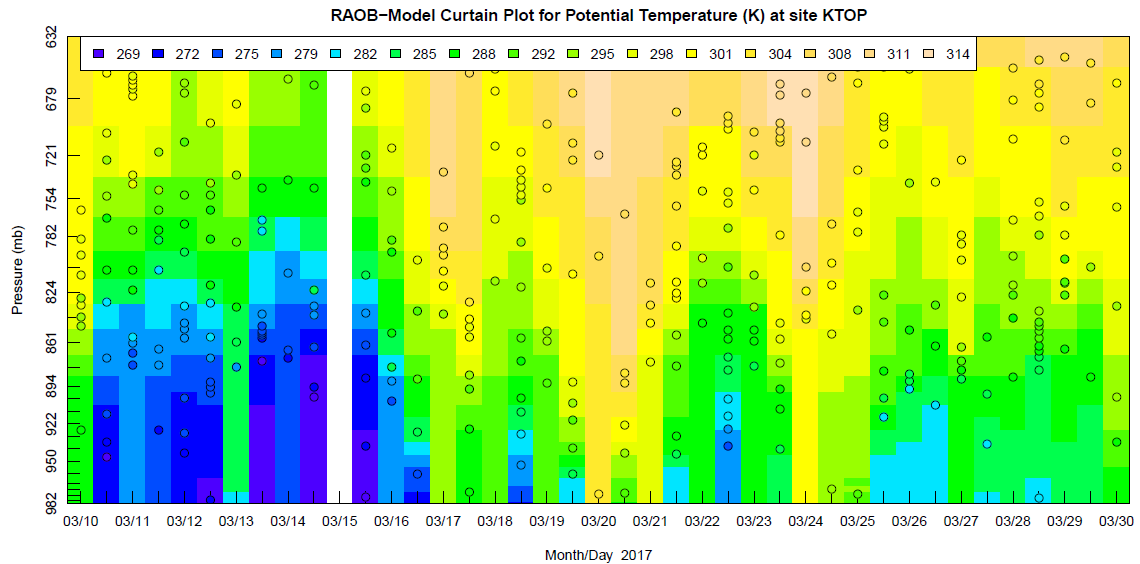 RAOB−Model Curtain Plot for Potential Temperature (K) at site KTOP
269 272 275 279 282 285 288 292 295 298 301 304 308 311 314
Pressure (mb)
632
679
721
754
782
824
861
894
922
950
982
03/10 03/11 03/12 03/13 03/14 03/15 03/16 03/17 03/18 03/19 03/20 03/21 03/22 03/23 03/24 03/25 03/26 03/27 03/28 03/29 03/30
Month/Day 2017